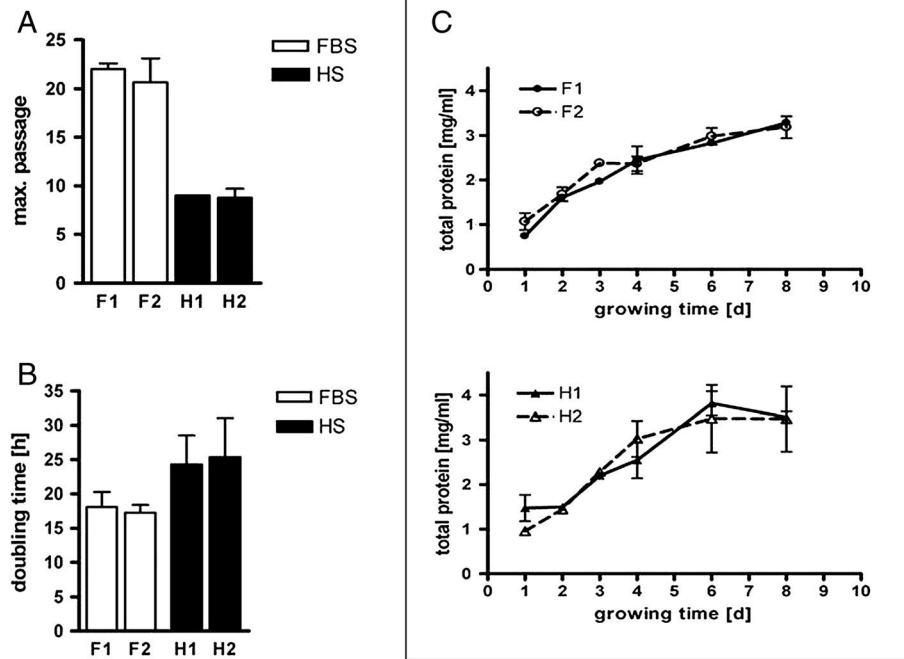 A
max. passage
25
20
15
10
5
0
F1 F2 H1 H2
FBS
HS
B
doubling time [h]
35
30
25
20
15
10
5
0
F1 F2 H1 H2
FBS
HS
C
total protein [mg/ml]
4
3
2
1
0
F1
F2
0 1 2 3 4 5 6 7 8 9 10
growing time [d]
total protein [mg/ml]
4
3
2
1
0
H1
H2
0 1 2 3 4 5 6 7 8 9 10
growing time [d]